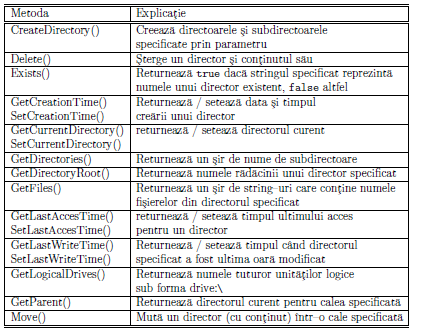 Metoda Explicaţie
CreateDirectory() Creează directoarele şi subdirectoarele
specificate prin parametru
Delete() Şterge un director şi conţinutul său
Exists() Returnează true dacă stringul specificat reprezintă
numele unui director existent, false altfel
GetCreationTime() Returnează / setează data şi timpul
SetCreationTime() creării unui director
GetCurrentDirectory() returnează / setează directorul curent
SetCurrentDirectory()
GetDirectories() Returnează un şir de nume de subdirectoare
GetDirectoryRoot() Returnează numele rădăcinii unui director specificat
GetFiles() Returnează un şir de string–uri care conţine numele
fişierelor din directorul specificat
GetLastAccesTime() returnează / setează timpul ultimului acces
SetLastAccesTime() pentru un director
GetLastWriteTime() Returnează / setează timpul când directorul
SetLastWriteTime() specificat a fost ultima oară modificat
GetLogicalDrives() Returnează numele tuturor unităţilor logice
sub forma drive:\
GetParent() Returnează directorul curent pentru calea specificată
Move() Mută un director (cu conţinut) într–o cale specificată